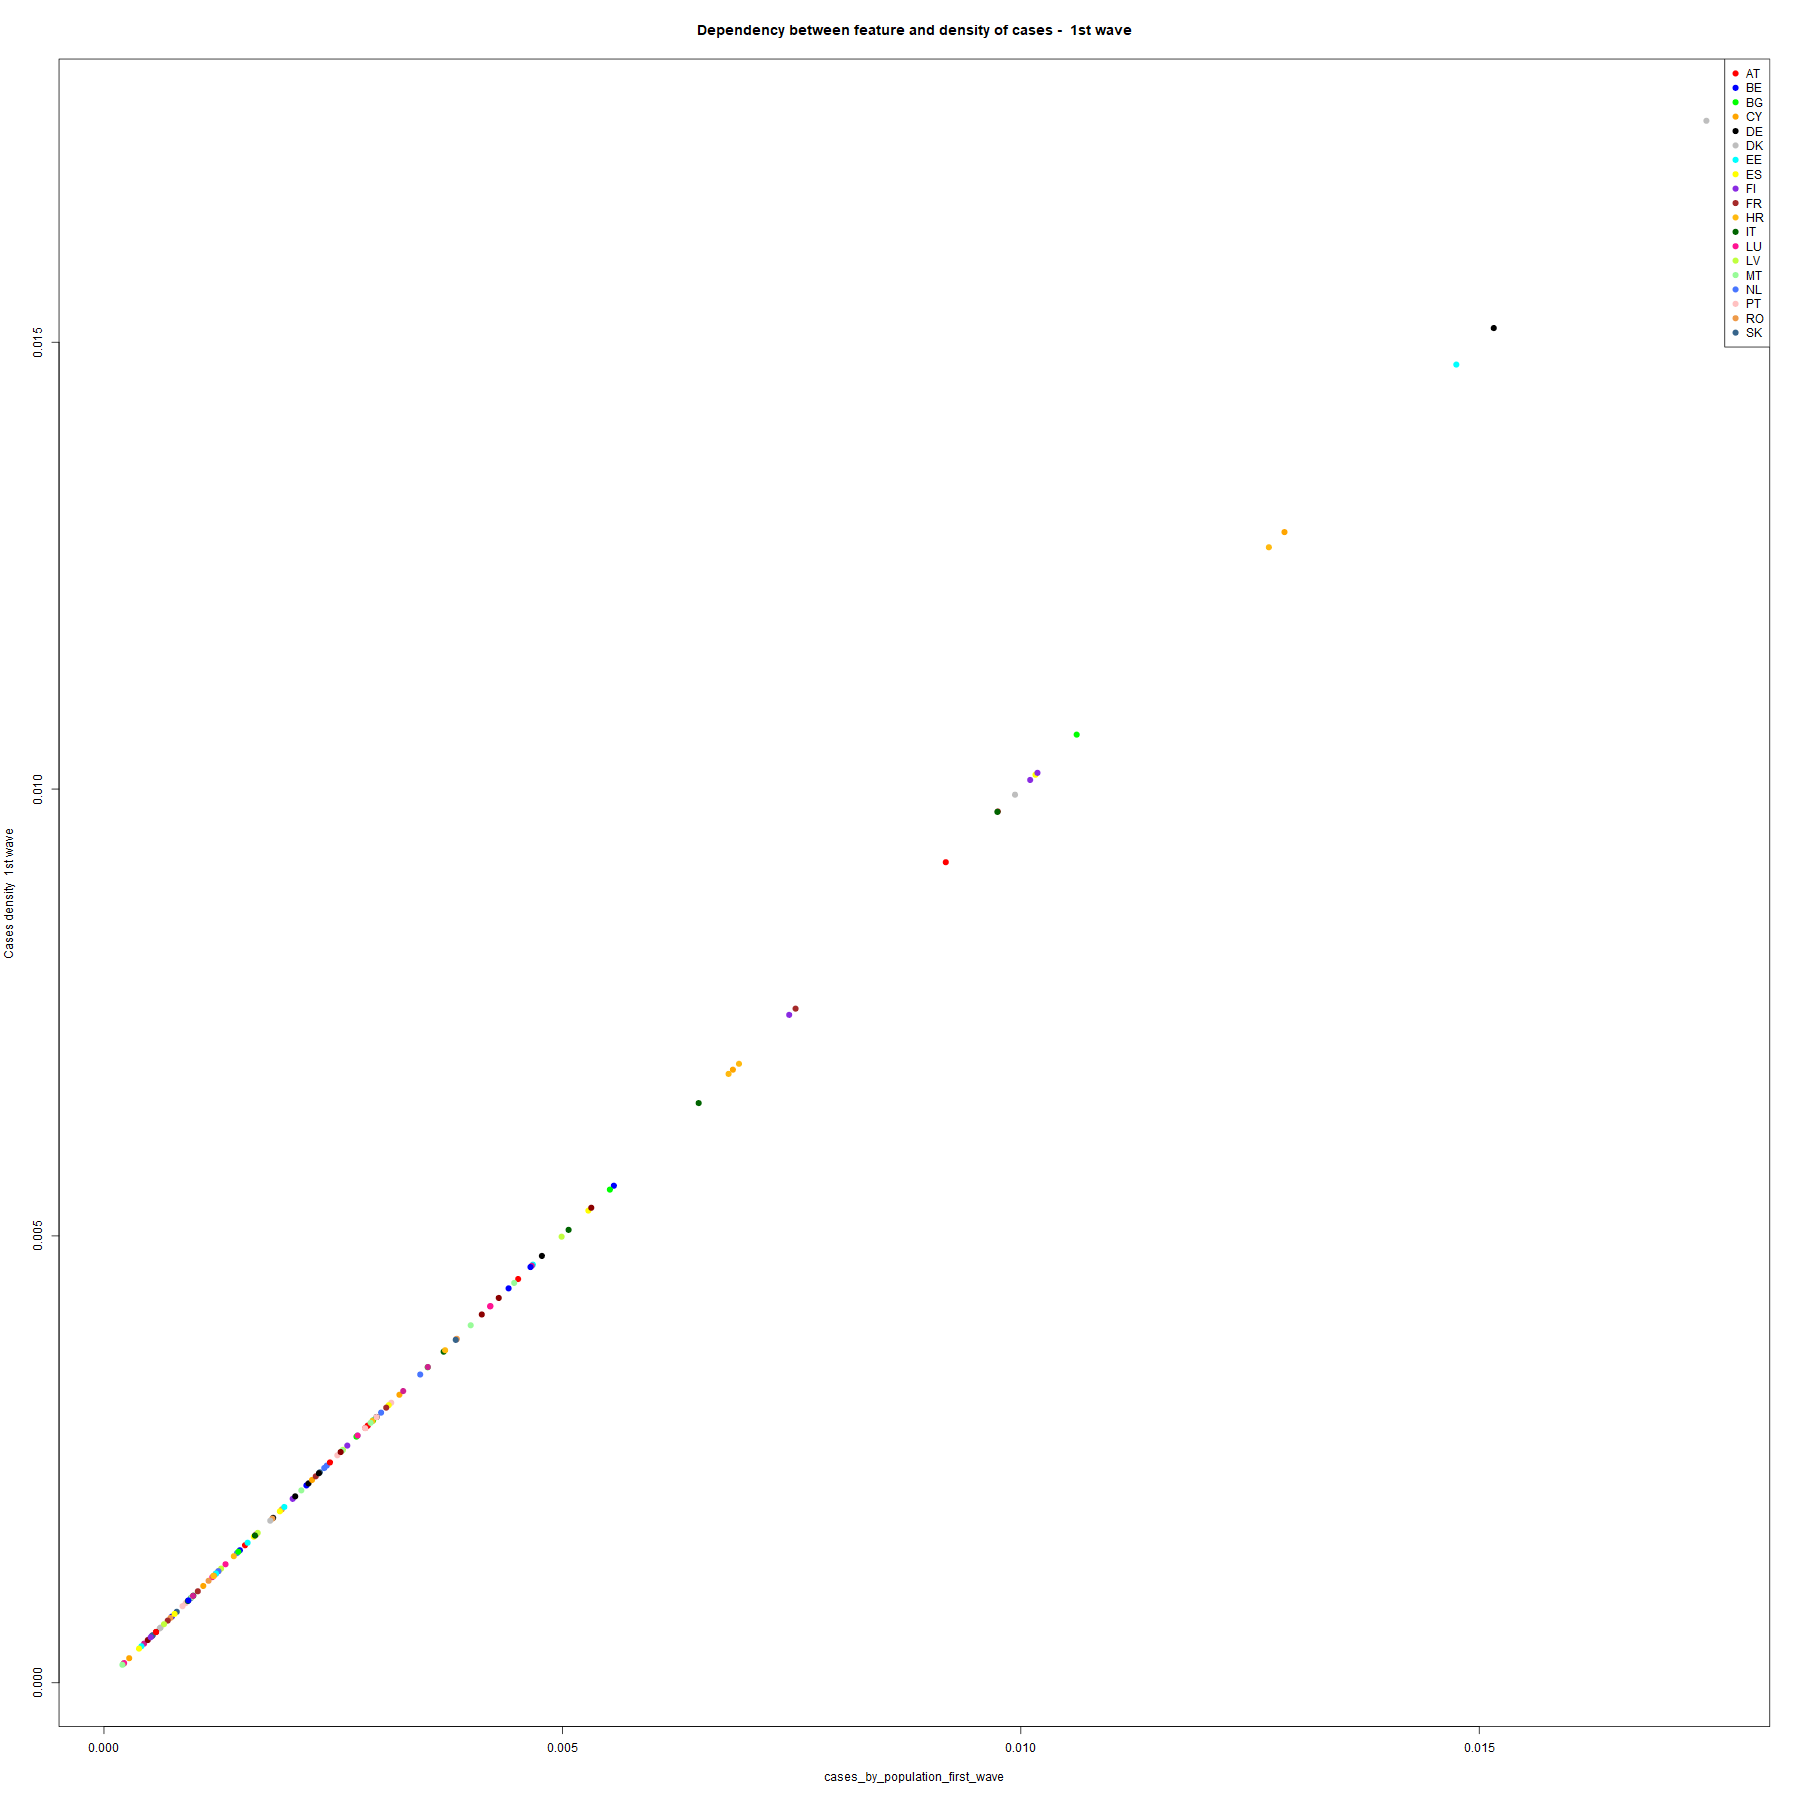 Dependency between feature and density of cases - 1st wave
AT
BE
BG
CY
DE
DK
EE
ES
FI
FR
HR
IT
LU
LV
MT
NL
PT
RO
SK
0.015
0.010
0.005
0.000
Cases density 1st wave
0.000 0.005 0.010 0.015
cases_by_population_first_wave